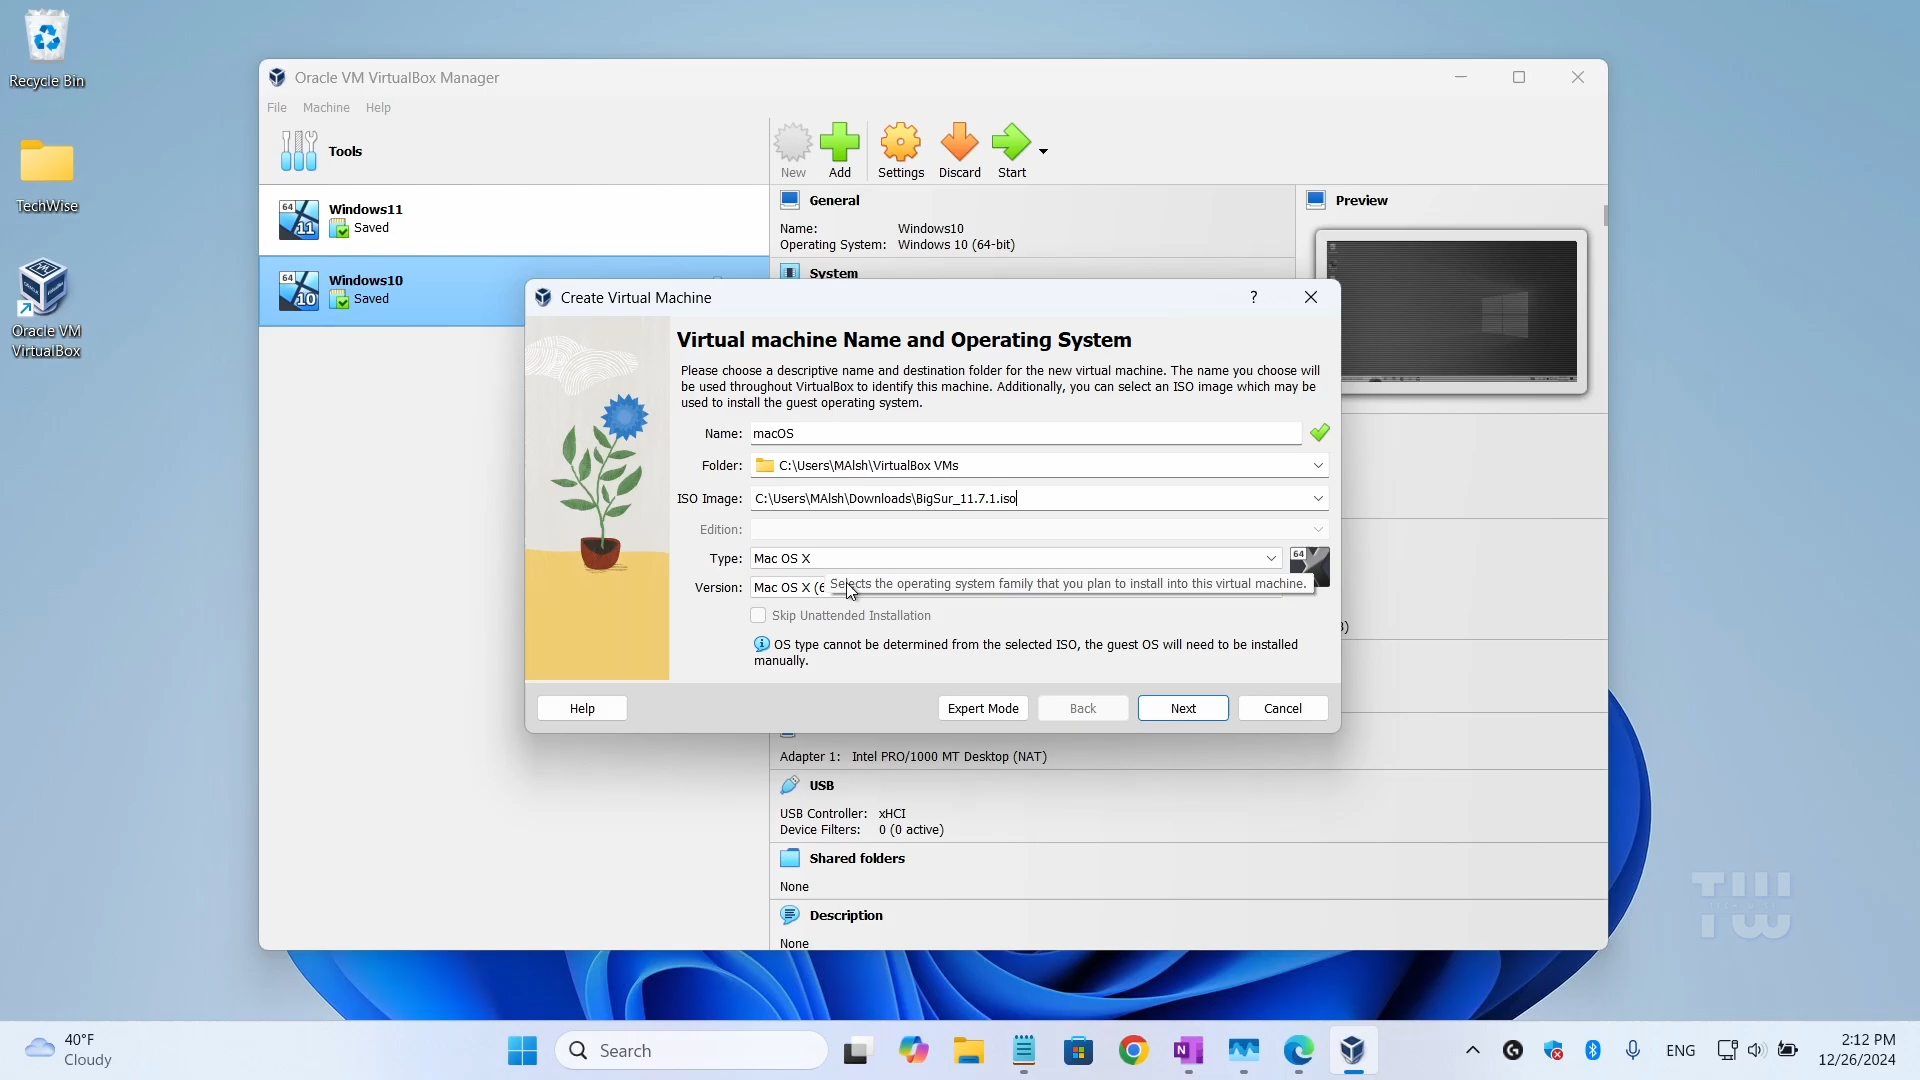 Recycle Bin
TechWise
Oracle VM
VirtualBox
Oracle VM VirtualBox Manager
File Machine Help
Tools
New Add Settings Discard Start
64
11
Windows11
Saved
64
10
Windows10
Saved
General
Name: Windows10
Operating System: Windows 10 (64-bit)
System
Preview
Create Virtual Machine
?
Virtual machine Name and Operating System
Please choose a descriptive name and destination folder for the new virtual machine. The name you choose will
be used throughout VirtualBox to identify this machine. Additionally, you can select an ISO image which may be
used to install the guest operating system.
Name: macOS
Folder: C:\Users\MAlsh\VirtualBox VMs
ISO Image: C:\Users\MAlsh\Downloads\BigSur_11.7.1.iso
Edition:
Type: Mac OS X
64
Selects the operating system family that you plan to install into this virtual machine.
Version: Mac OS X (6
Skip Unattended Installation
OS type cannot be determined from the selected ISO, the guest OS will need to be installed
manually.
Help Expert Mode Back Next Cancel
Adapter 1: Intel PRO/1000 MT Desktop (NAT)
USB
USB Controller: xHCI
Device Filters: 0 (0 active)
Shared folders
None
Description
None
40°F
Cloudy
Search
ENG
2:12 PM
12/26/2024